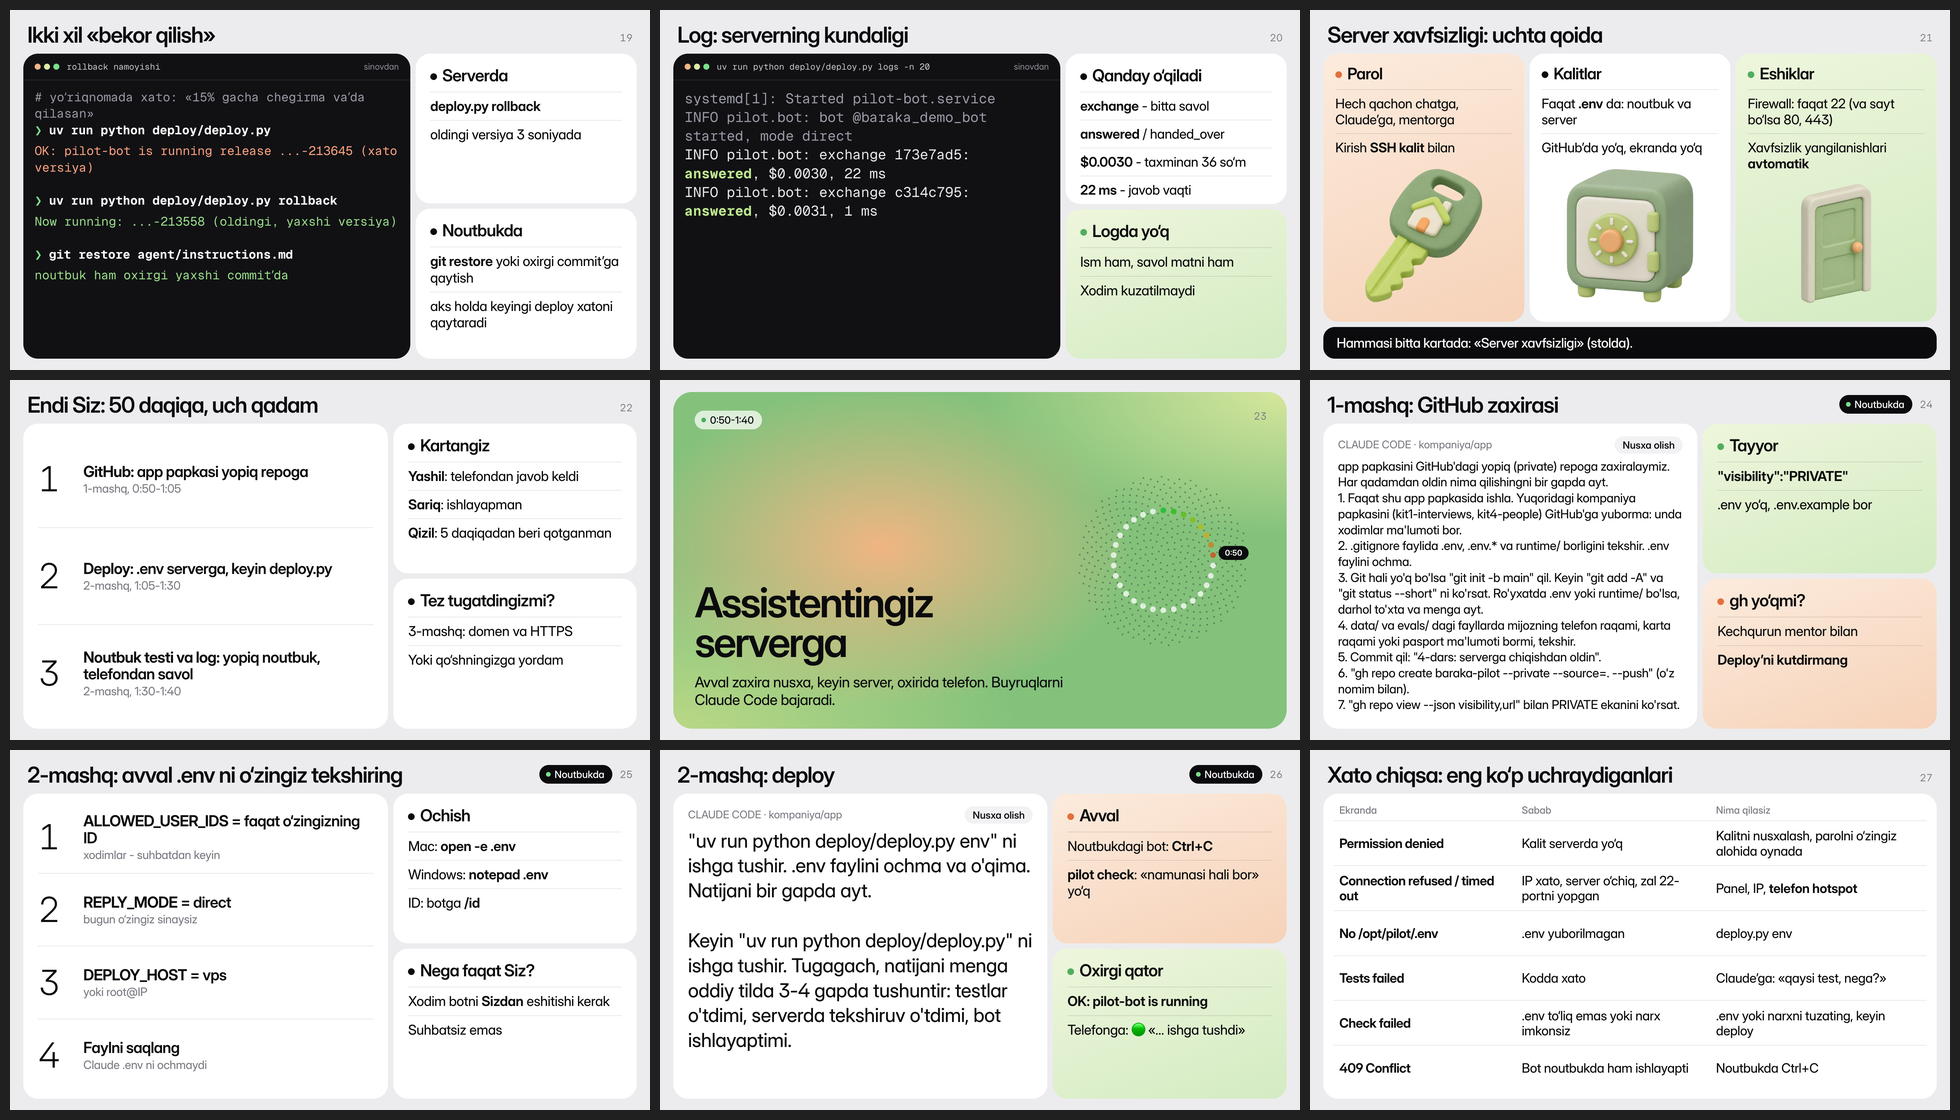 Ikki xil «bekor qilish»
19
rollback namoyishi
sinovdan
# yo‘riqnomada xato: «15% gacha chegirma va’da
qilasan»
❯ uv run python deploy/deploy.py
OK: pilot-bot is running release ...-213645 (xato
versiya)
❯ uv run python deploy/deploy.py rollback
Now running: ...-213558 (oldingi, yaxshi versiya)
❯ git restore agent/instructions.md
noutbuk ham oxirgi yaxshi commit’da
Serverda
deploy.py rollback
oldingi versiya 3 soniyada
Noutbukda
git restore yoki oxirgi commit’ga
qaytish
aks holda keyingi deploy xatoni
qaytaradi
Log: serverning kundaligi
20
uv run python deploy/deploy.py logs -n 20
sinovdan
systemd[1]: Started pilot-bot.service
INFO pilot.bot: bot @baraka_demo_bot
started, mode direct
INFO pilot.bot: exchange 173e7ad5:
answered, $0.0030, 22 ms
INFO pilot.bot: exchange c314c795:
answered, $0.0031, 1 ms
Qanday o‘qiladi
exchange - bitta savol
answered / handed_over
$0.0030 - taxminan 36 so‘m
22 ms - javob vaqti
Logda yo‘q
Ism ham, savol matni ham
Xodim kuzatilmaydi
Server xavfsizligi: uchta qoida
21
Parol
Hech qachon chatga,
Claude’ga, mentorga
Kirish SSH kalit bilan
Kalitlar
Faqat .env da: noutbuk va
server
GitHub’da yo‘q, ekranda yo‘q
Eshiklar
Firewall: faqat 22 (va sayt
bo‘lsa 80, 443)
Xavfsizlik yangilanishlari
avtomatik
Hammasi bitta kartada: «Server xavfsizligi» (stolda).
Endi Siz: 50 daqiqa, uch qadam
22
1
GitHub: app papkasi yopiq repoga
1-mashq, 0:50-1:05
2
Deploy: .env serverga, keyin deploy.py
2-mashq, 1:05-1:30
3
Noutbuk testi va log: yopiq noutbuk,
telefondan savol
2-mashq, 1:30-1:40
Kartangiz
Yashil: telefondan javob keldi
Sariq: ishlayapman
Qizil: 5 daqiqadan beri qotganman
Tez tugatdingizmi?
3-mashq: domen va HTTPS
Yoki qo‘shningizga yordam
0:50-1:40
23
0:50
Assistentingiz
serverga
Avval zaxira nusxa, keyin server, oxirida telefon. Buyruqlarni
Claude Code bajaradi.
1-mashq: GitHub zaxirasi
Noutbukda
24
CLAUDE CODE · kompaniya/app
Nusxa olish
app papkasini GitHub'dagi yopiq (private) repoga zaxiralaymiz.
Har qadamdan oldin nima qilishingni bir gapda ayt.
1. Faqat shu app papkasida ishla. Yuqoridagi kompaniya
papkasini (kit1-interviews, kit4-people) GitHub'ga yuborma: unda
xodimlar ma'lumoti bor.
2. .gitignore faylida .env, .env.* va runtime/ borligini tekshir. .env
faylini ochma.
3. Git hali yo'q bo'lsa "git init -b main" qil. Keyin "git add -A" va
"git status --short" ni ko'rsat. Ro'yxatda .env yoki runtime/ bo'lsa,
darhol to'xta va menga ayt.
4. data/ va evals/ dagi fayllarda mijozning telefon raqami, karta
raqami yoki pasport ma'lumoti bormi, tekshir.
5. Commit qil: "4-dars: serverga chiqishdan oldin".
6. "gh repo create baraka-pilot --private --source=. --push" (o'z
nomim bilan).
7. "gh repo view --json visibility,url" bilan PRIVATE ekanini ko'rsat.
Tayyor
"visibility":"PRIVATE"
.env yo‘q, .env.example bor
gh yo‘qmi?
Kechqurun mentor bilan
Deploy’ni kutdirmang
2-mashq: avval .env ni o‘zingiz tekshiring
Noutbukda
25
1
ALLOWED_USER_IDS = faqat o‘zingizning
ID
xodimlar - suhbatdan keyin
2
REPLY_MODE = direct
bugun o‘zingiz sinaysiz
3
DEPLOY_HOST = vps
yoki root@IP
4
Faylni saqlang
Claude .env ni ochmaydi
Ochish
Mac: open -e .env
Windows: notepad .env
ID: botga /id
Nega faqat Siz?
Xodim botni Sizdan eshitishi kerak
Suhbatsiz emas
2-mashq: deploy
Noutbukda
26
CLAUDE CODE · kompaniya/app
Nusxa olish
"uv run python deploy/deploy.py env" ni
ishga tushir. .env faylini ochma va o'qima.
Natijani bir gapda ayt.
Keyin "uv run python deploy/deploy.py" ni
ishga tushir. Tugagach, natijani menga
oddiy tilda 3-4 gapda tushuntir: testlar
o'tdimi, serverda tekshiruv o'tdimi, bot
ishlayaptimi.
Avval
Noutbukdagi bot: Ctrl+C
pilot check: «namunasi hali bor»
yo‘q
Oxirgi qator
OK: pilot-bot is running
Telefonga: 🟢 «... ishga tushdi»
Xato chiqsa: eng ko‘p uchraydiganlari
27
Ekranda
Sabab
Nima qilasiz
Permission denied
Kalit serverda yo‘q
Kalitni nusxalash, parolni o‘zingiz
alohida oynada
Connection refused / timed
out
IP xato, server o‘chiq, zal 22-
portni yopgan
Panel, IP, telefon hotspot
No /opt/pilot/.env
.env yuborilmagan
deploy.py env
Tests failed
Kodda xato
Claude’ga: «qaysi test, nega?»
Check failed
.env to‘liq emas yoki narx
imkonsiz
.env yoki narxni tuzating, keyin
deploy
409 Conflict
Bot noutbukda ham ishlayapti
Noutbukda Ctrl+C